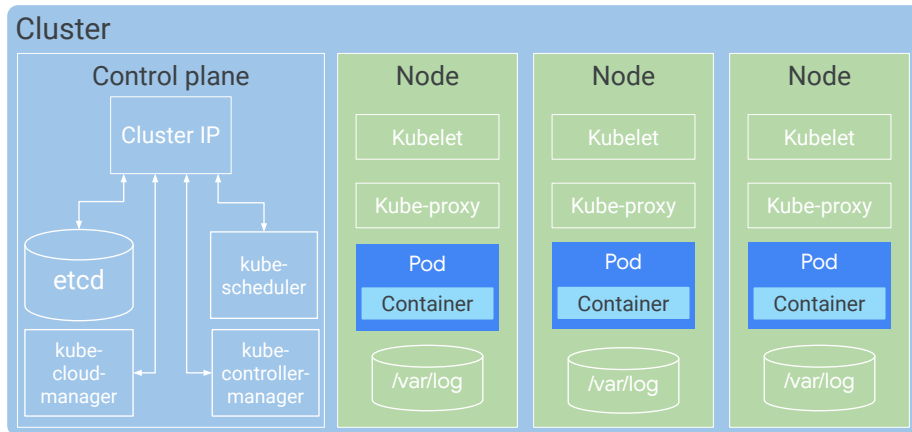 Cluster
Control plane
Cluster IP
etcd
kube-
scheduler
kube-
cloud-
manager
kube-
controller-
manager
Node
Kubelet
Kube-proxy
Pod
Container
/var/log
Node
Kubelet
Kube-proxy
Pod
Container
/var/log
Node
Kubelet
Kube-proxy
Pod
Container
/var/log